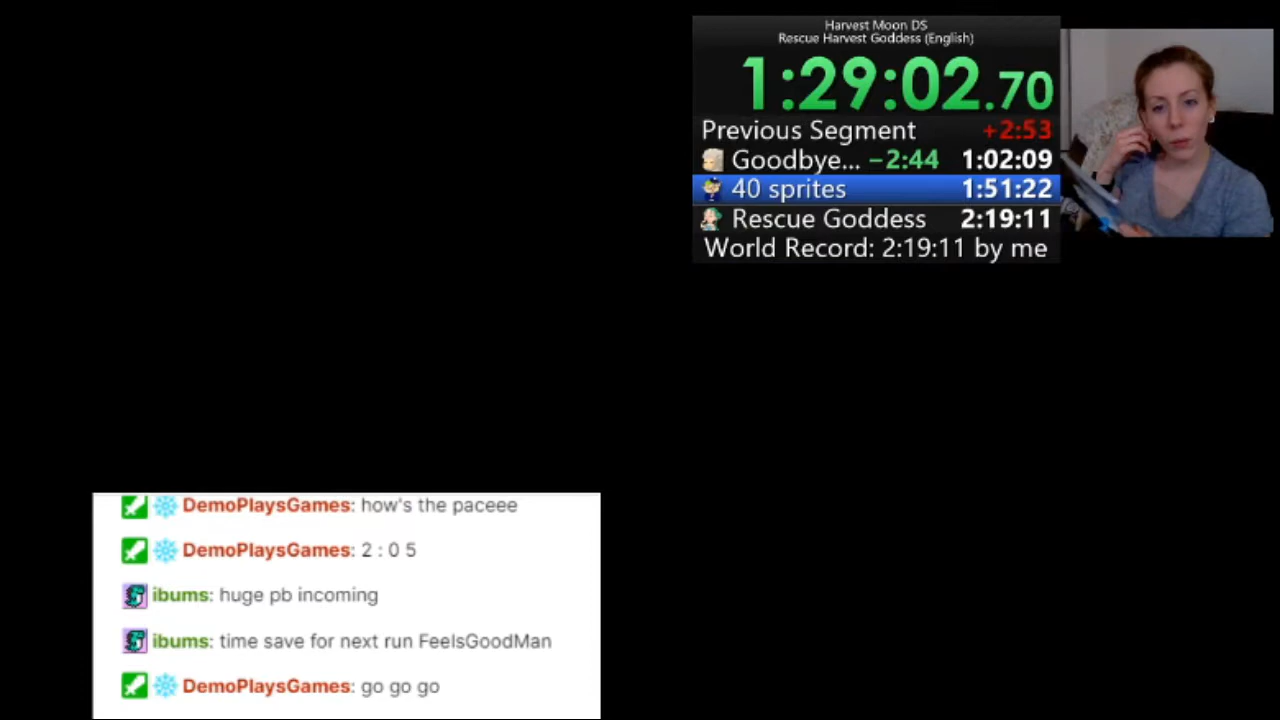 Harvest Moon DS
Rescue Harvest Goddess (English)
1:29:02.70
Previous Segment +2:53
Goodbye... −2:44 1:02:09
40 sprites 1:51:22
Rescue Goddess 2:19:11
World Record: 2:19:11 by me
DemoPlaysGames: how's the paceee
DemoPlaysGames: 2 : 0 5
ibums: huge pb incoming
ibums: time save for next run FeelsGoodMan
DemoPlaysGames: go go go